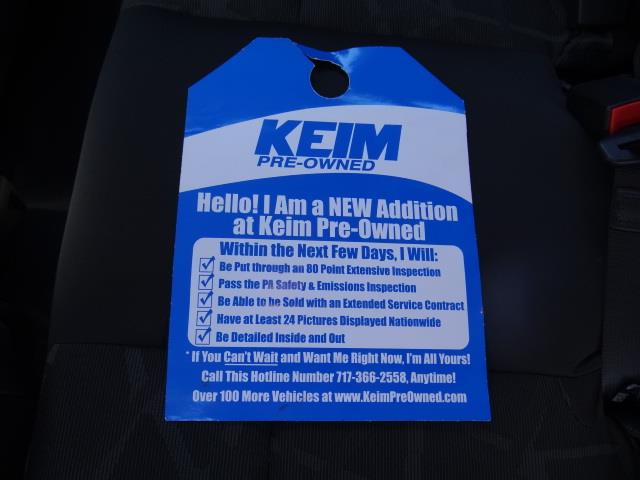 KEIM
PRE-OWNED
Hello! I Am a NEW Addition
at Keim Pre-Owned
Within the Next Few Days, I Will:
Be Put through an 80 Point Extensive Inspection
Pass the PA Safety & Emissions Inspection
Be Able to be Sold with an Extended Service Contract
Have at Least 24 Pictures Displayed Nationwide
Be Detailed Inside and Out
* If You Can't Wait and Want Me Right Now, I'm All Yours!
Call This Hotline Number 717-366-2558, Anytime!
Over 100 More Vehicles at www.KeimPreOwned.com